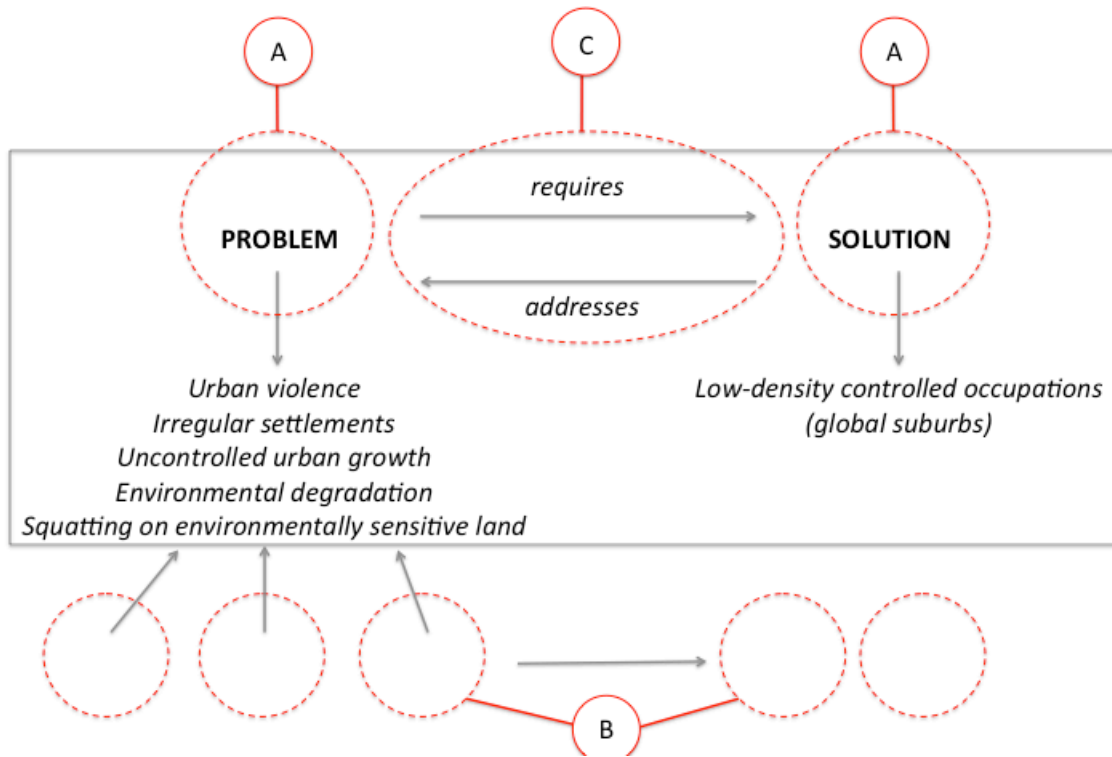 A
C
A
requires
PROBLEM
SOLUTION
addresses
Urban violence
Irregular settlements
Uncontrolled urban growth
Environmental degradation
Squatting on environmentally sensitive land
Low-density controlled occupations
(global suburbs)
B